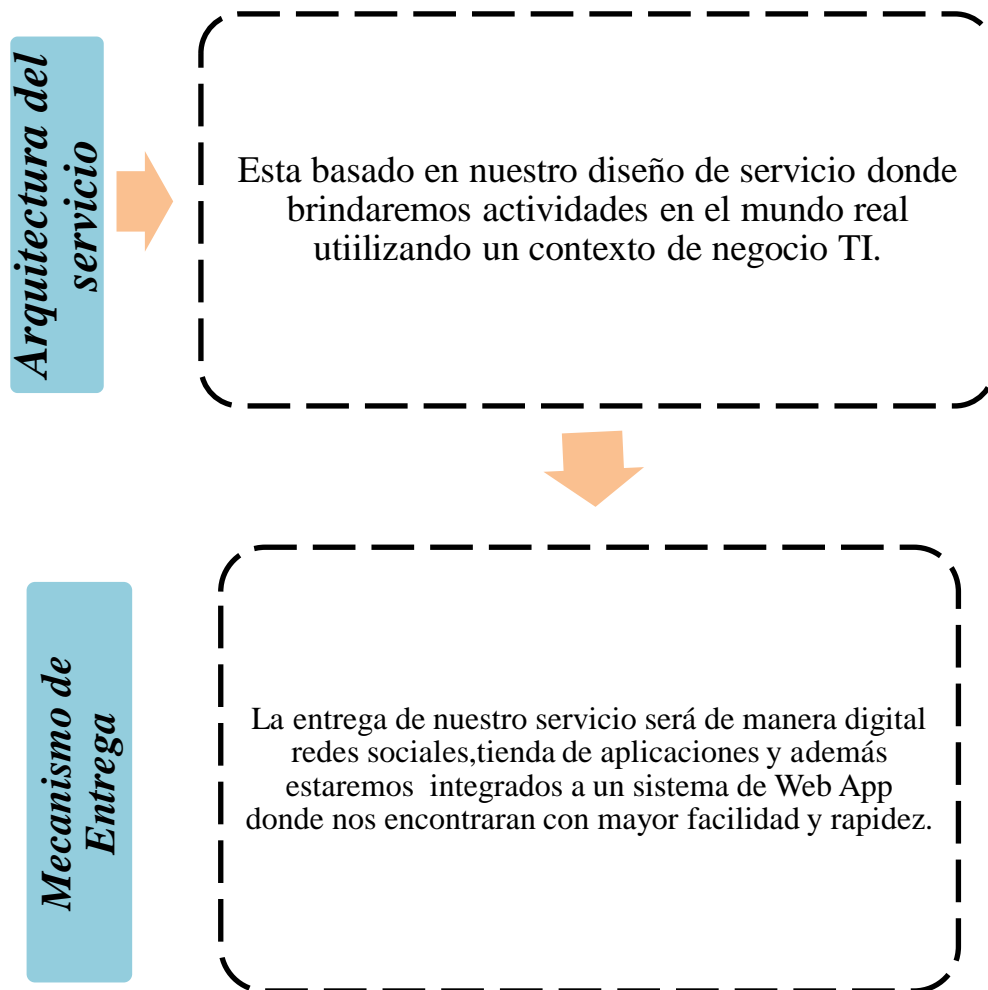 Arquitectura del
servicio
Esta basado en nuestro diseño de servicio donde
brindaremos actividades en el mundo real
utiilizando un contexto de negocio TI.
Mecanismo de
Entrega
La entrega de nuestro servicio será de manera digital
redes sociales,tienda de aplicaciones y además
estaremos integrados a un sistema de Web App
donde nos encontraran con mayor facilidad y rapidez.